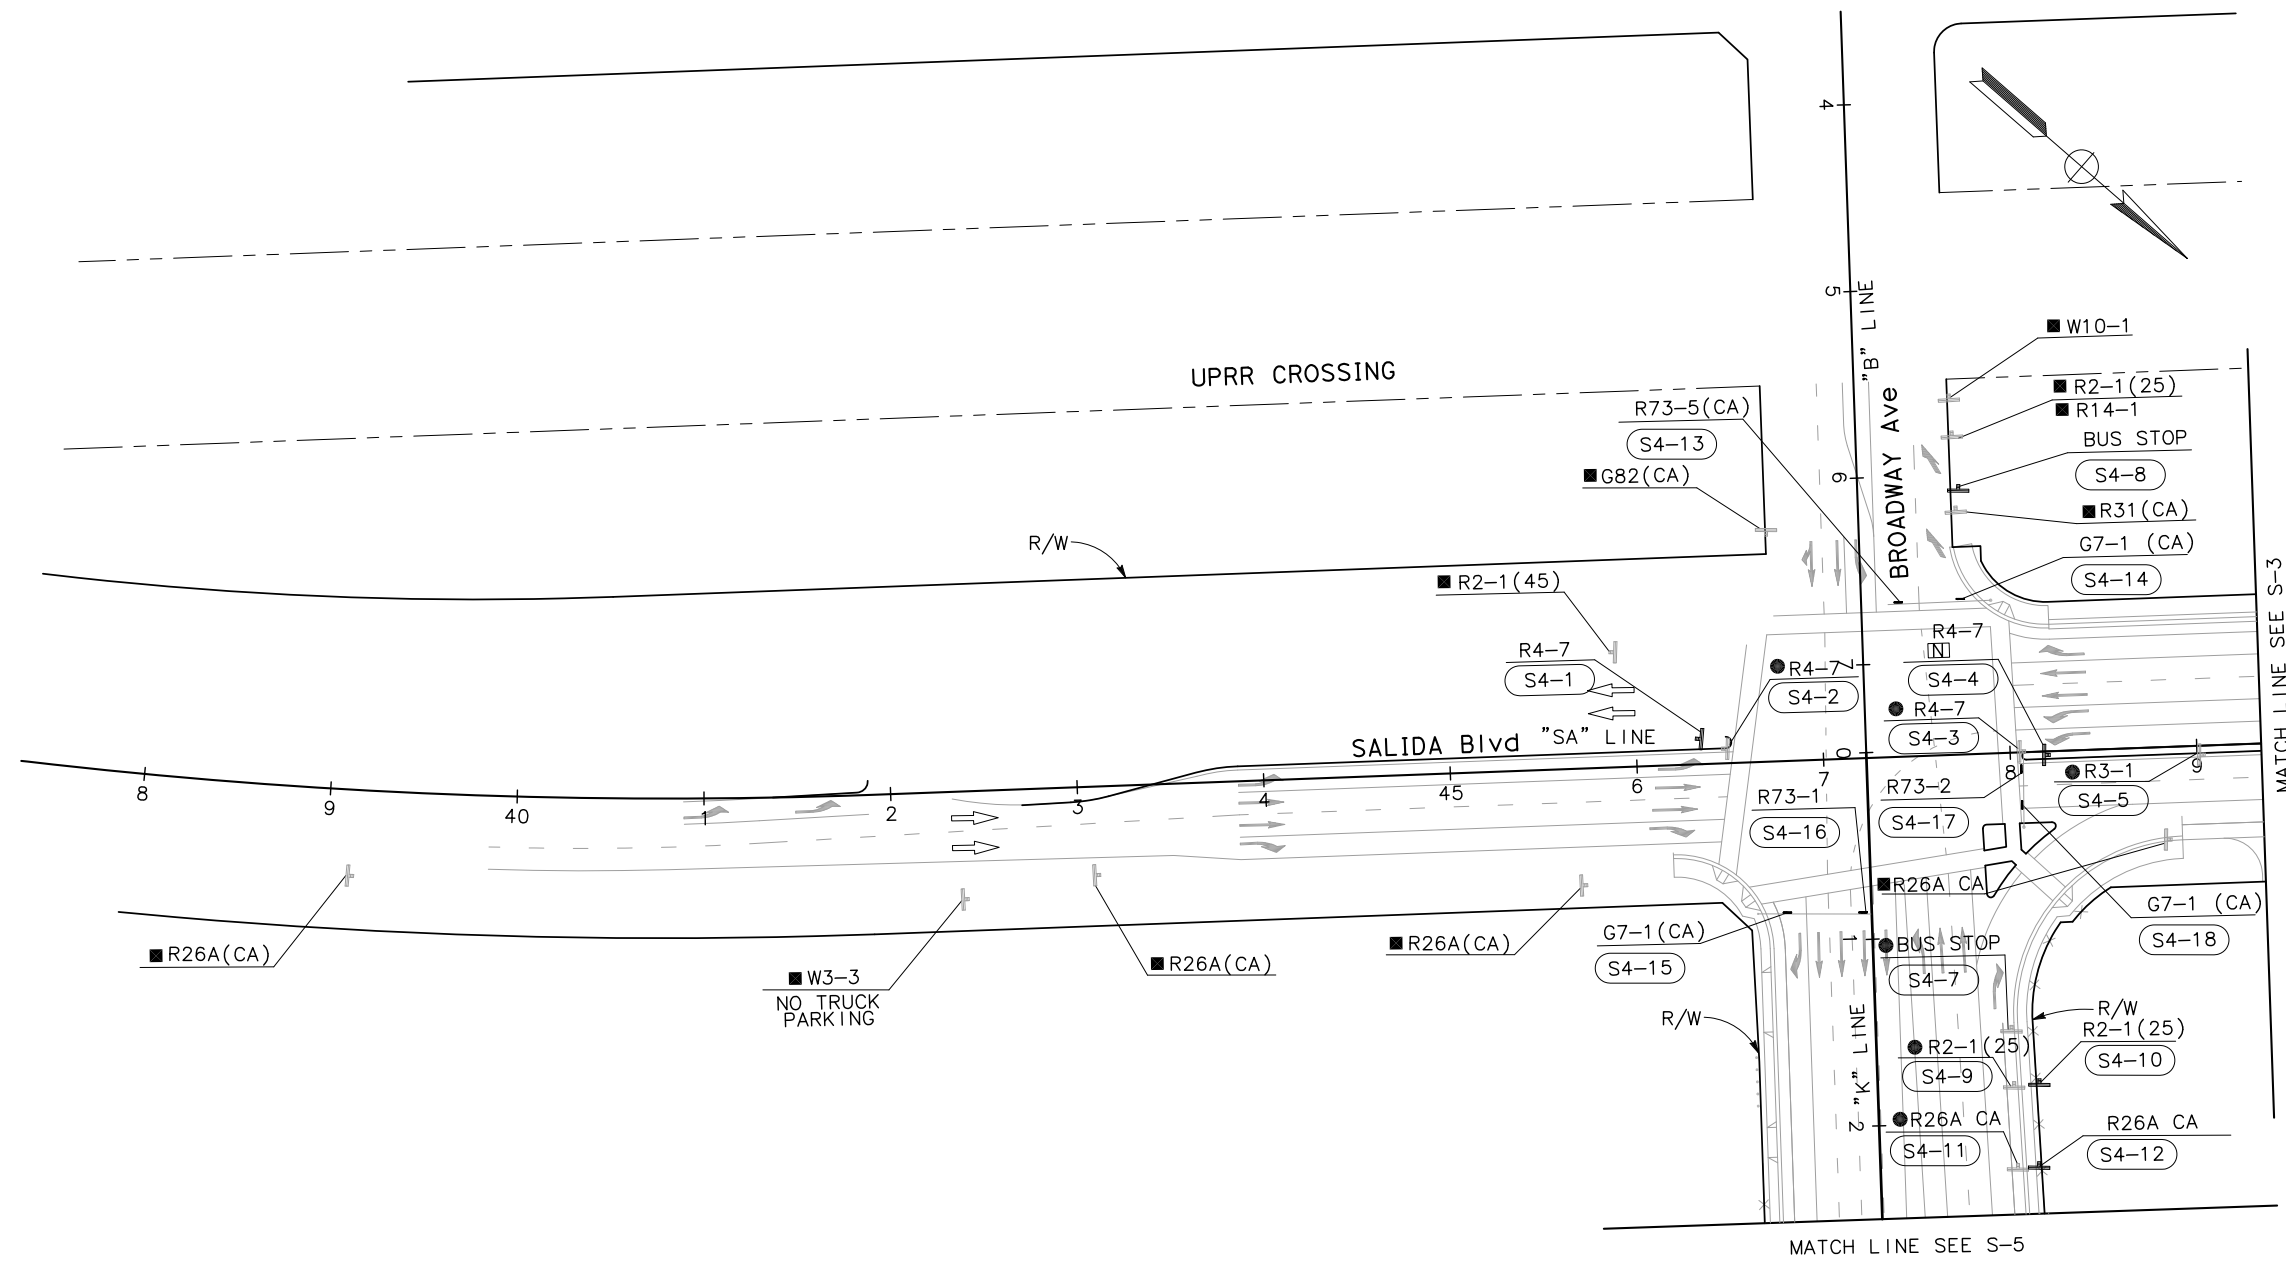 4
5
"B" LINE
W10-1
UPRR CROSSING
R2-1(25)
R14-1
R73-5(CA)
S4-13
BROADWAY Ave
BUS STOP
S4-8
G82(CA)
6
R31(CA)
R/W
G7-1 (CA)
S4-14
R2-1(45)
MATCH LINE SEE S-3
R4-7
S4-1
R4-7
S4-2
7
R4-7
N
S4-4
R4-7
S4-3
SALIDA Blvd
"SA" LINE
0
8
9
40
1
2
3
4
45
6
7
8
9
R3-1
S4-5
R73-1
S4-16
R73-2
S4-17
R26A CA
G7-1 (CA)
S4-18
R26A(CA)
W3-3
NO TRUCK
PARKING
R26A(CA)
R26A(CA)
G7-1(CA)
S4-15
1
BUS STOP
S4-7
R/W
"K" LINE
R/W
R2-1(25)
S4-10
R2-1(25)
S4-9
2
R26A CA
S4-11
R26A CA
S4-12
MATCH LINE SEE S-5